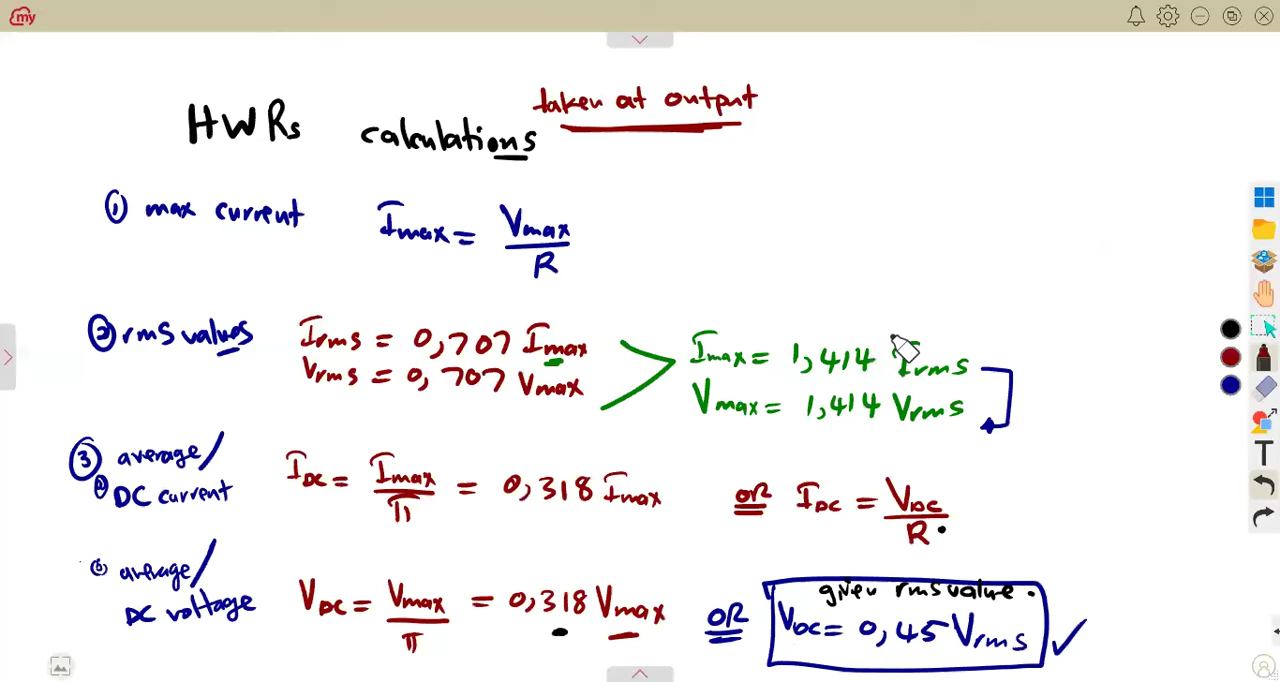 my
taken at output
HWRs calculations
① max current Imax = Vmax / R
② rms values Irms = 0,707 Imax
Vrms = 0,707 Vmax
Imax = 1,414 Irms
Vmax = 1,414 Vrms
③ average/
ⓐ DC current IDC = Imax / π = 0,318 Imax OR IDC = VDC / R
ⓑ average/
DC voltage VDC = Vmax / π = 0,318 Vmax OR
given rms value.
VDC = 0,45 Vrms ✓
T